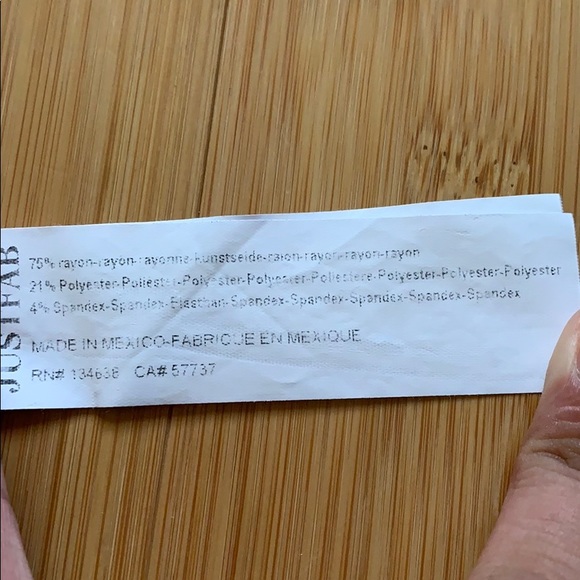 JUSTFAB
75% rayon-rayon-rayonne-kunstseide-raion-rayon-rayon-rayon
21% Polyester-Poliester-Polyester-Polyester-Poliestere-Polyester-Polyester-Polyester
4% Spandex-Spandex-Elasthan-Spandex-Spandex-Spandex-Spandex-Spandex
MADE IN MEXICO-FABRIQUE EN MEXIQUE
RN# 134638 CA# 57737